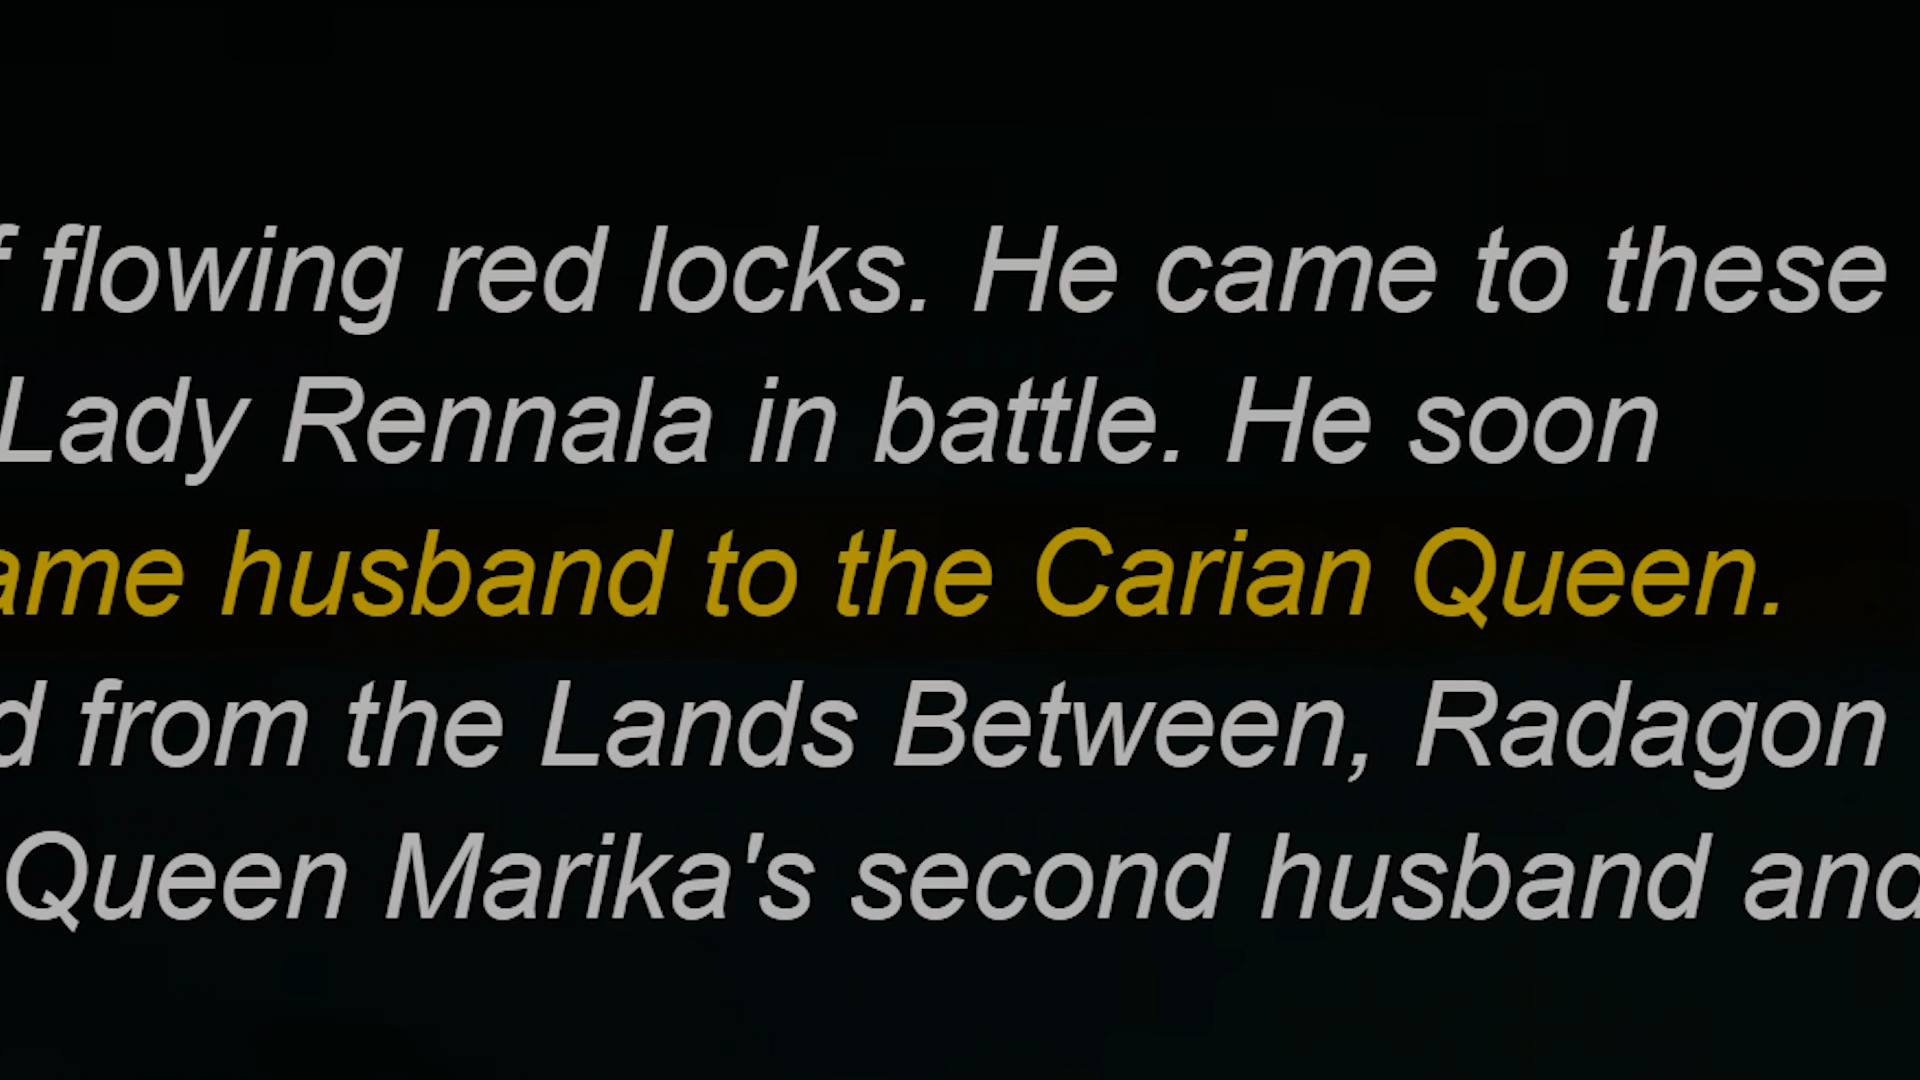 flowing red locks. He came to these
Lady Rennala in battle. He soon
husband to the Carian Queen.
from the Lands Between, Radagon
Queen Marika's second husband and